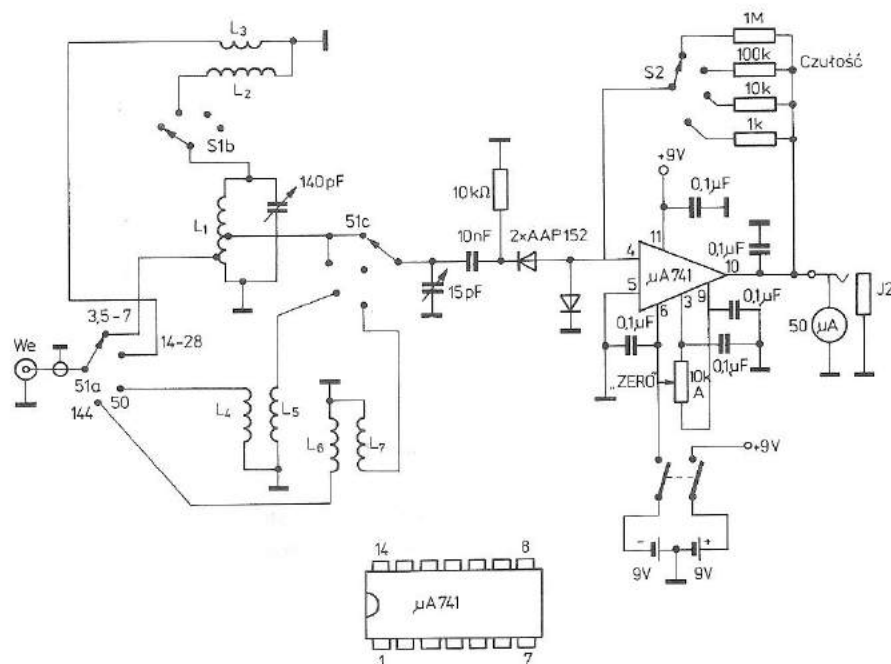 L₃
1M
S2
100k
Czułość
L₂
10k
S1b
1k
+9V
140pF
0,1µF
10kΩ
L₁
51c
10nF
2xAAP152
11
4
0,1µF
µA741
10
5
15pF
9
J2
3,5-7
0,1µF
6
3
0,1µF
50
µA
We
14-28
0,1µF
51a
50
„ZERO"
10k
A
144
L₄
L₅
L₆
L₇
+9V
-
+
14
8
9V
9V
µA741
1
7